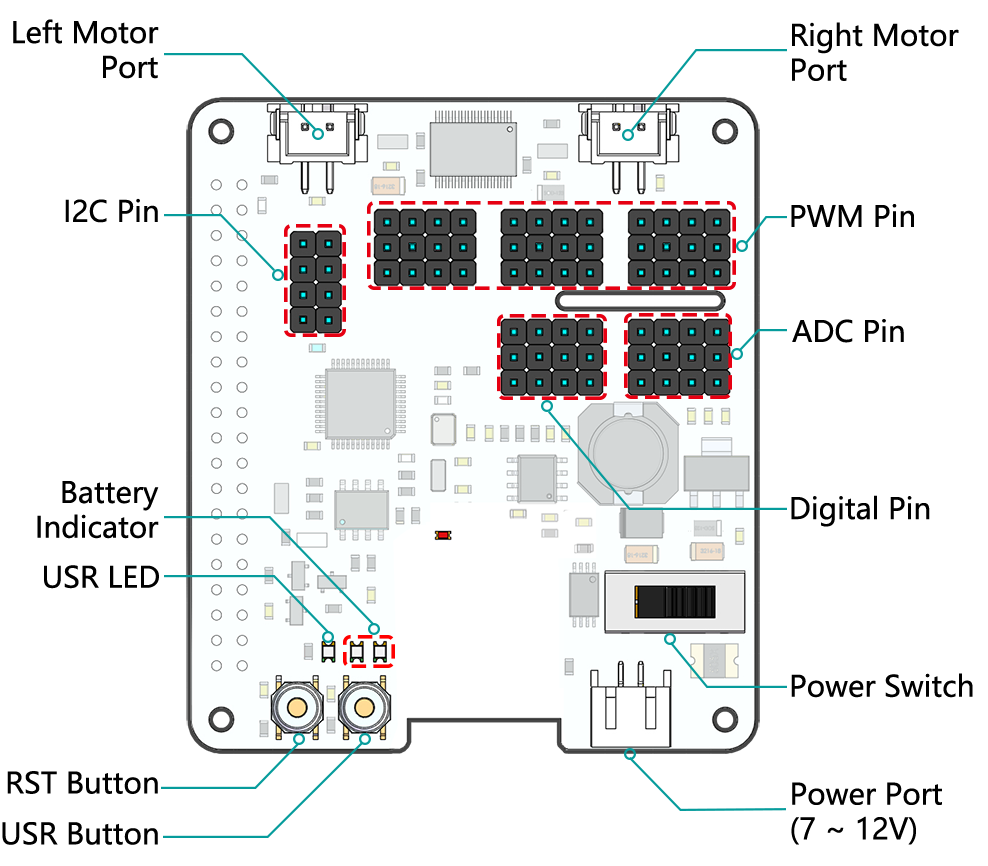 Left Motor
Port
Right Motor
Port
I2C Pin
PWM Pin
ADC Pin
Battery
Indicator
Digital Pin
USR LED
Power Switch
RST Button
Power Port
(7 ~ 12V)
USR Button